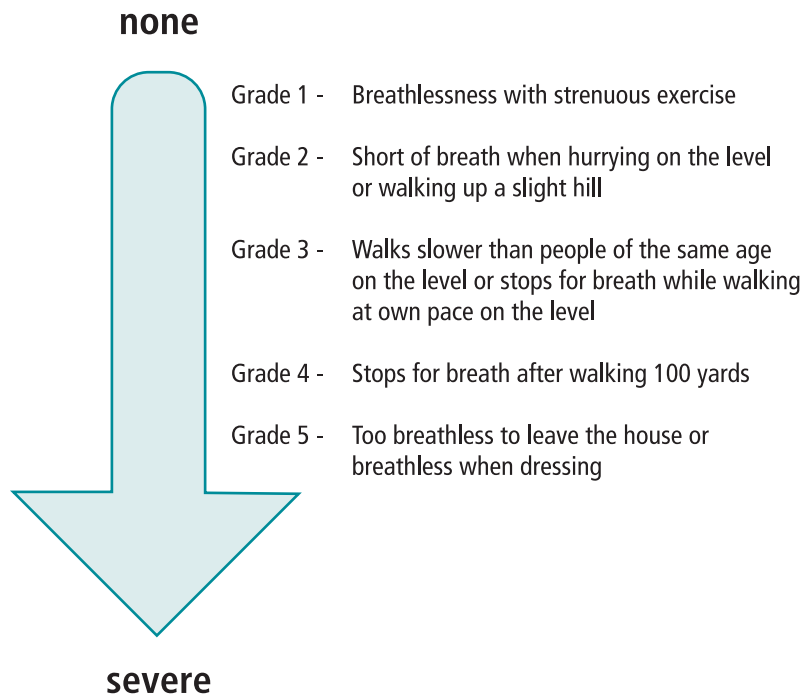 none
Grade 1 - Breathlessness with strenuous exercise
Grade 2 - Short of breath when hurrying on the level
or walking up a slight hill
Grade 3 - Walks slower than people of the same age
on the level or stops for breath while walking
at own pace on the level
Grade 4 - Stops for breath after walking 100 yards
Grade 5 - Too breathless to leave the house or
breathless when dressing
severe